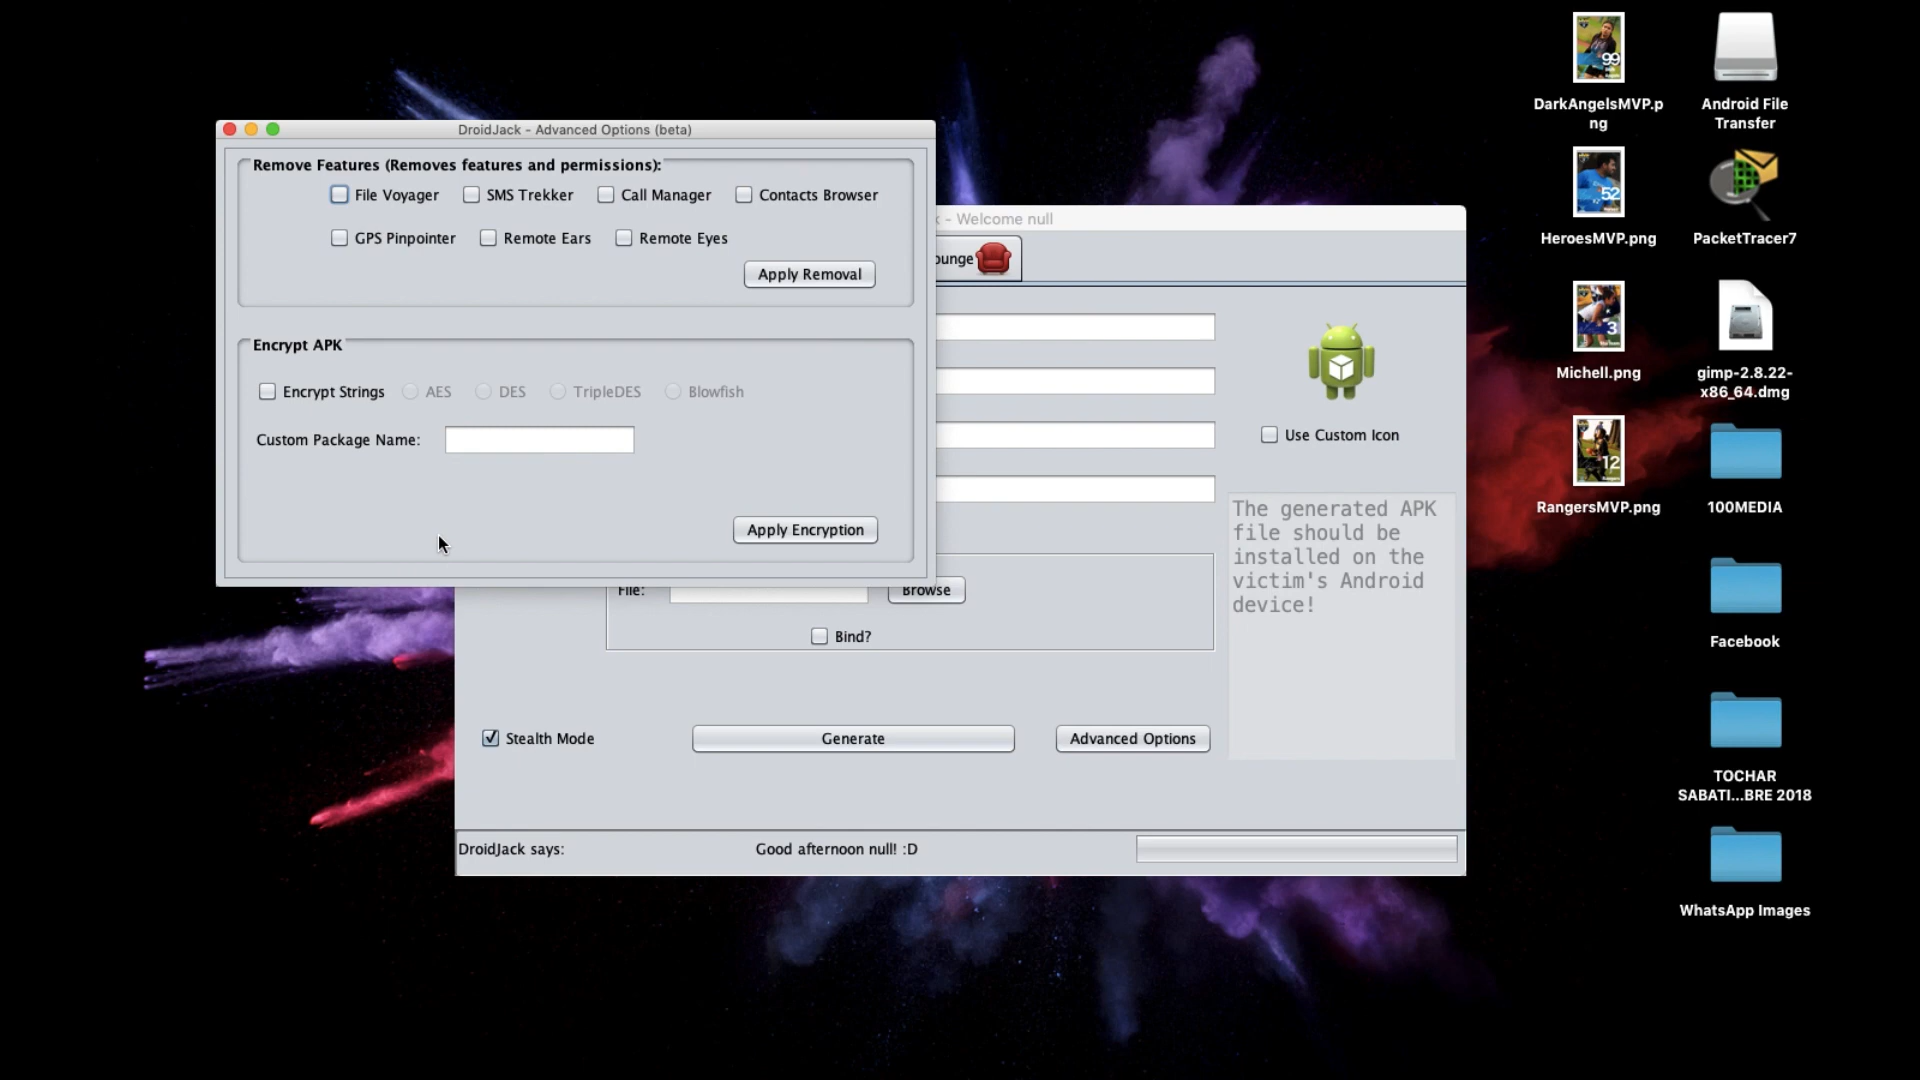 DroidJack - Advanced Options (beta)
Remove Features (Removes features and permissions):
File Voyager SMS Trekker Call Manager Contacts Browser
GPS Pinpointer Remote Ears Remote Eyes
Apply Removal
Encrypt APK
Encrypt Strings AES DES TripleDES Blowfish
Custom Package Name:
Apply Encryption
- Welcome null
Use Custom Icon
The generated APK
file should be
installed on the
victim's Android
device!
File: Browse
Bind?
Stealth Mode Generate Advanced Options
DroidJack says: Good afternoon null! :D
99
DarkAngelsMVP.p
ng
Android File
Transfer
52
HeroesMVP.png
PacketTracer7
3
Michell.png
gimp-2.8.22-
x86_64.dmg
12
RangersMVP.png
100MEDIA
Facebook
TOCHAR
SABATI...BRE 2018
WhatsApp Images